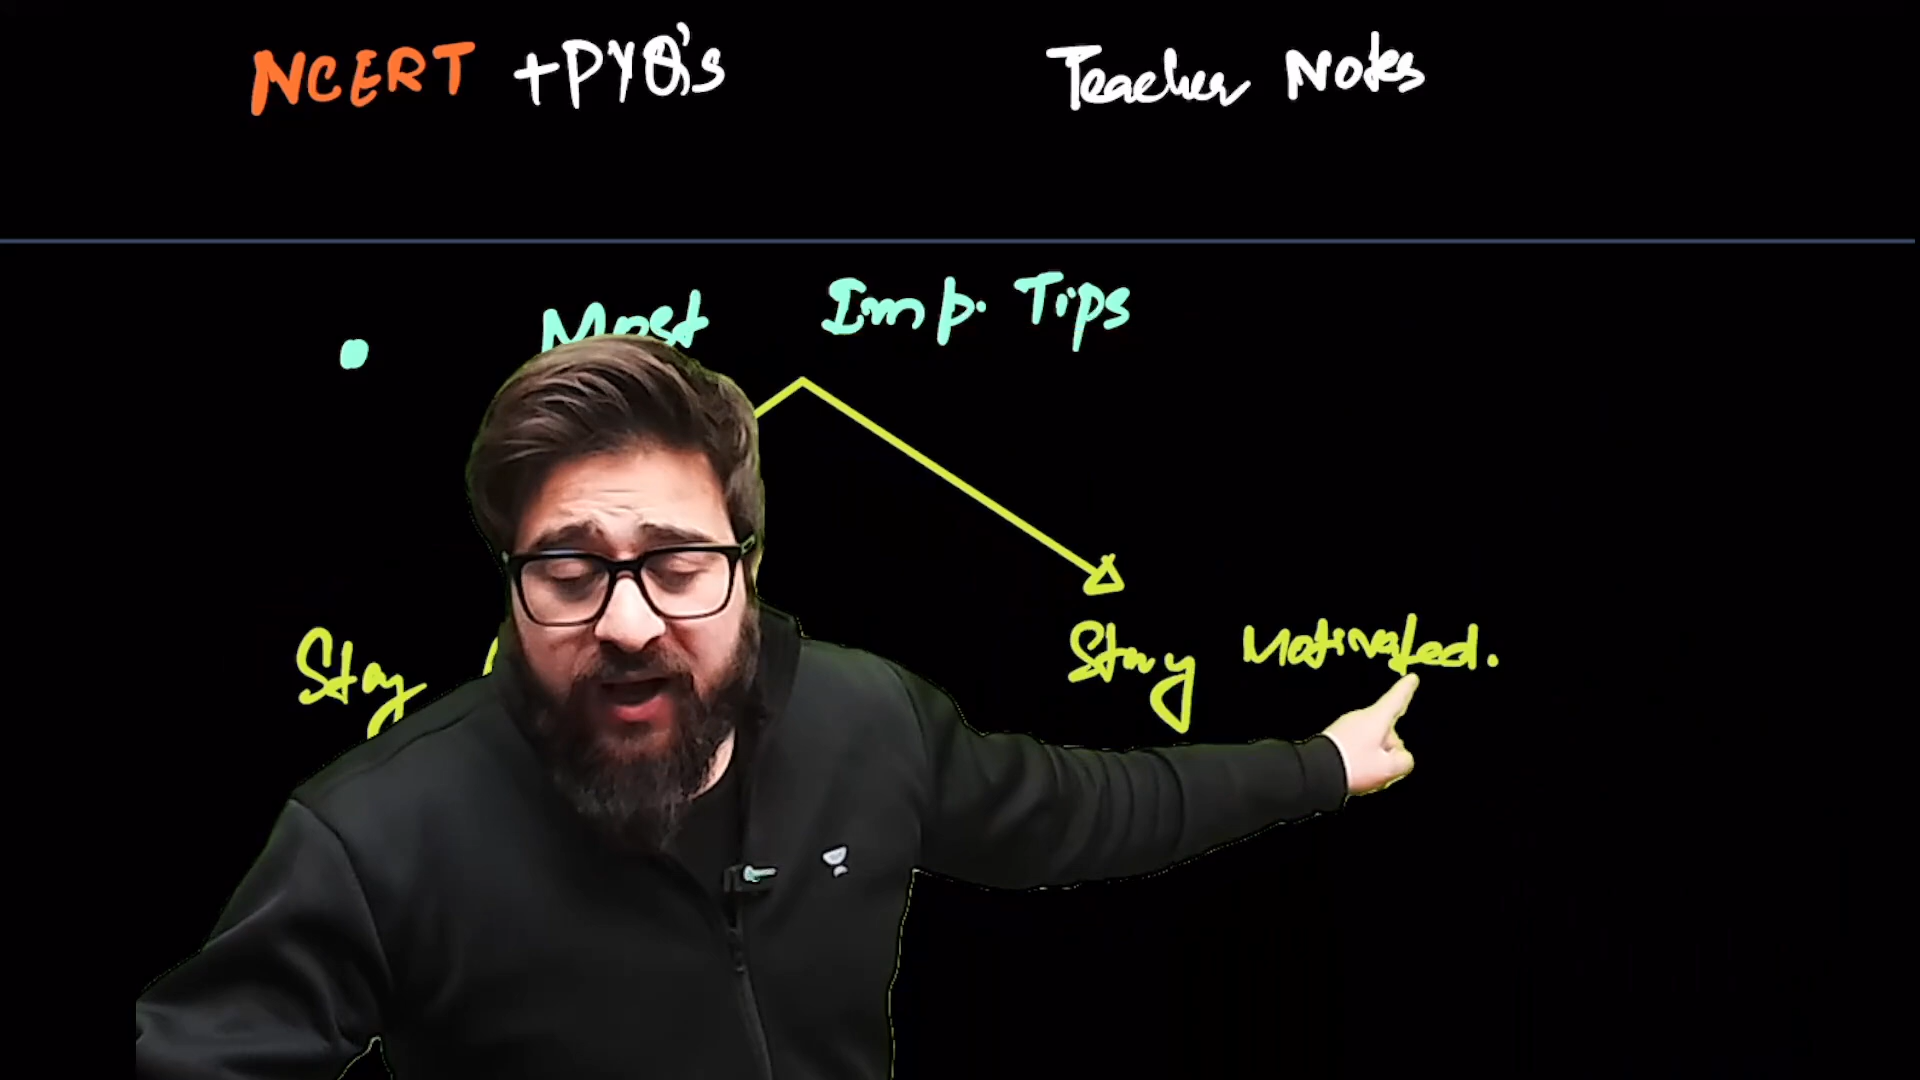 NCERT +PYQ's Teacher Notes
Most Imp. Tips
Stay Stay Motivated.